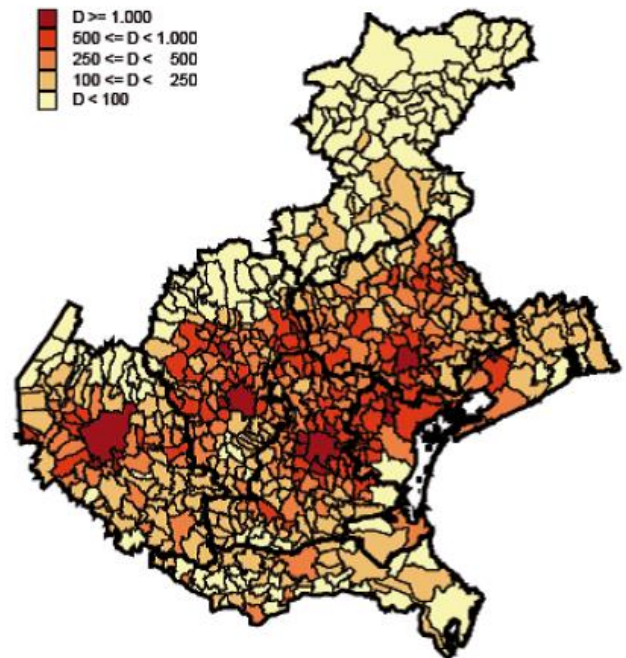 D >= 1.000
500 <= D < 1.000
250 <= D < 500
100 <= D < 250
D < 100